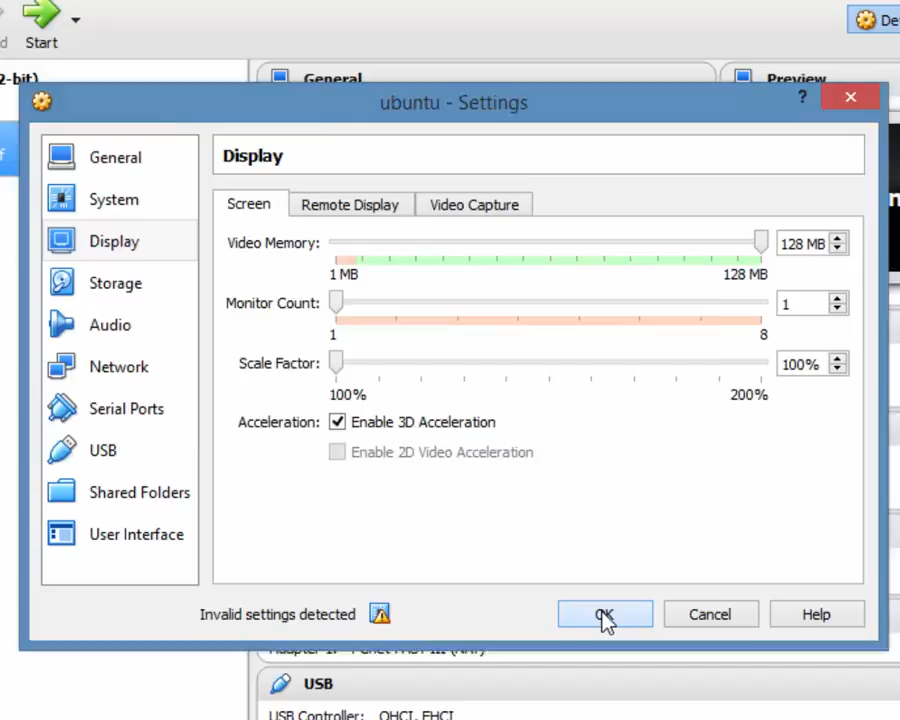 Start
De
2-bit)
General
Preview
ubuntu - Settings
?
General
System
Display
Storage
Audio
Network
Serial Ports
USB
Shared Folders
User Interface
Display
Screen
Remote Display
Video Capture
Video Memory:
128 MB
1 MB
128 MB
Monitor Count:
1
1
8
Scale Factor:
100%
100%
200%
Acceleration:
Enable 3D Acceleration
Enable 2D Video Acceleration
Invalid settings detected
OK
Cancel
Help
USB
USB Controller: OHCI, EHCI